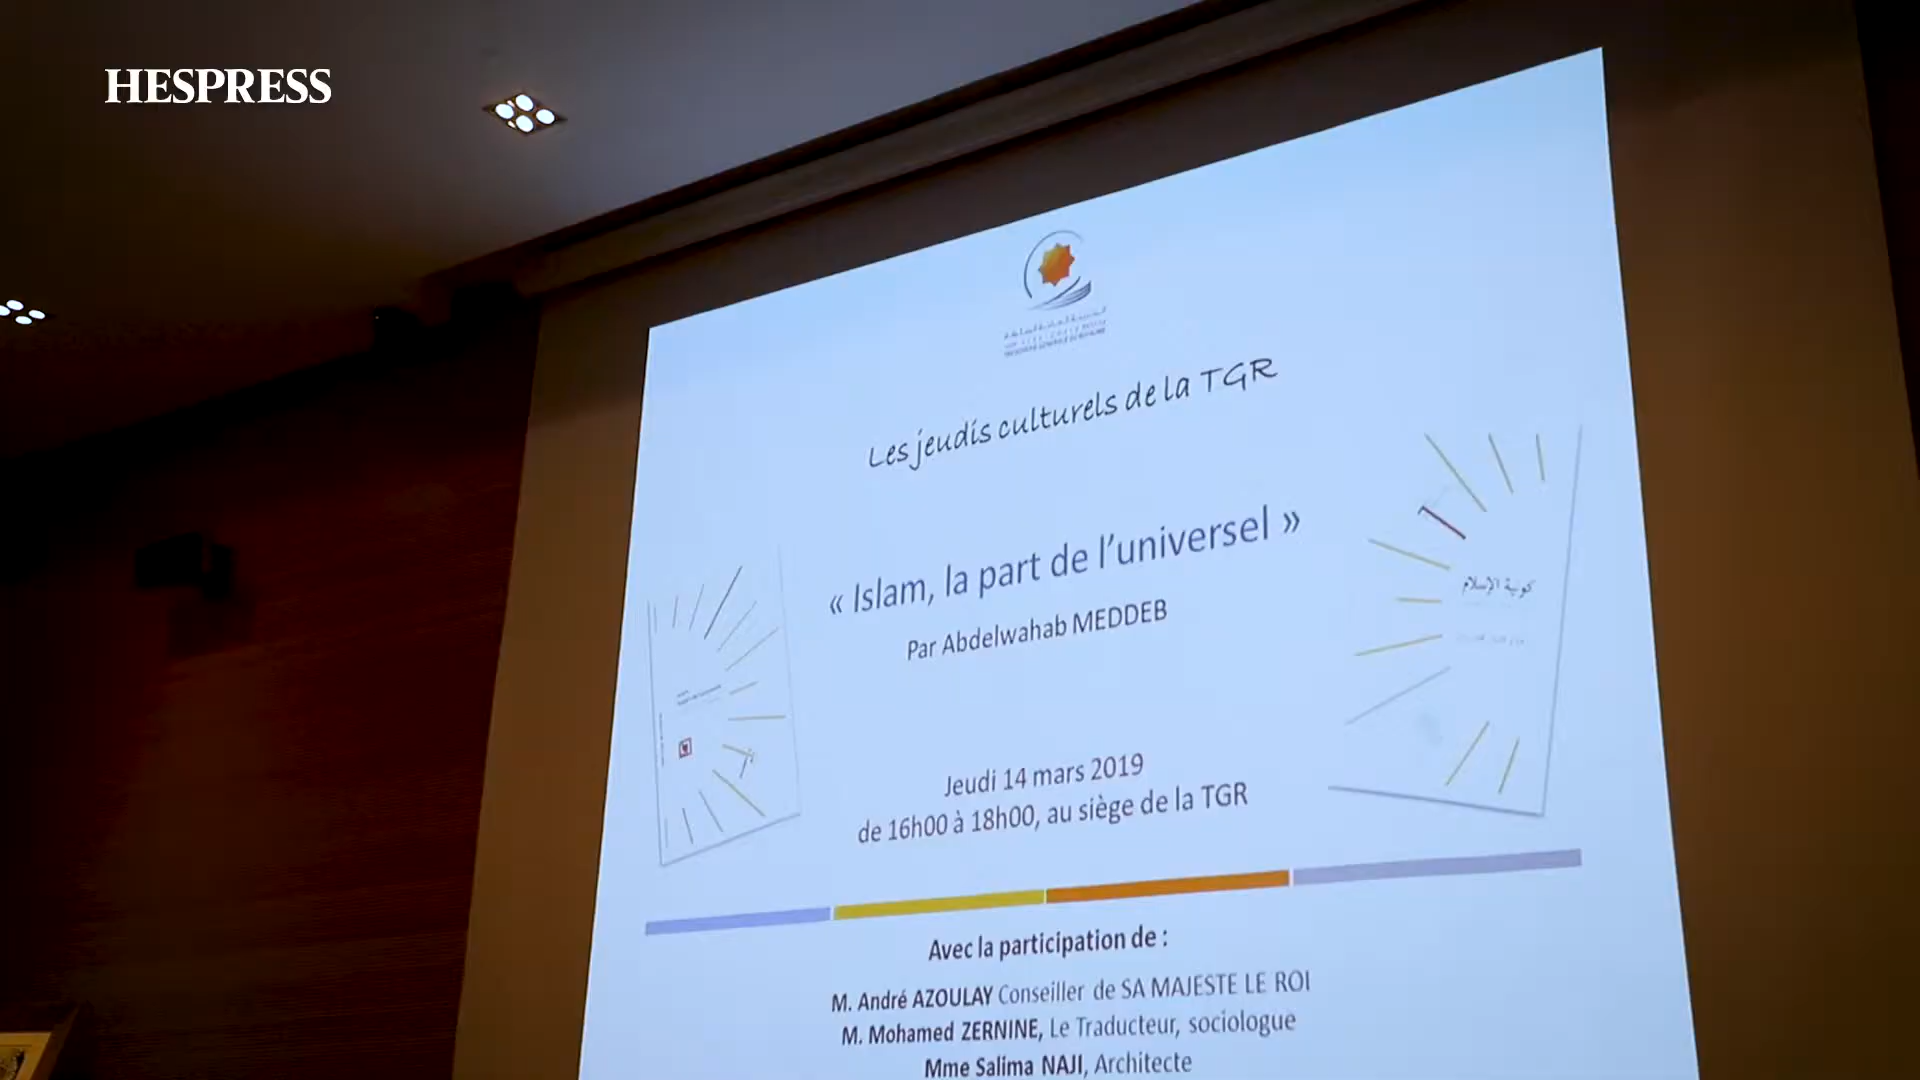 HESPRESS
Les jeudis culturels de la TGR
« Islam, la part de l'universel »
Par Abdelwahab MEDDEB
كونية الإسلام
Jeudi 14 mars 2019
de 16h00 à 18h00, au siège de la TGR
Avec la participation de :
M. André AZOULAY Conseiller de SA MAJESTE LE ROI
M. Mohamed ZERNINE, Le Traducteur, sociologue
Mme Salima NAJI, Architecte